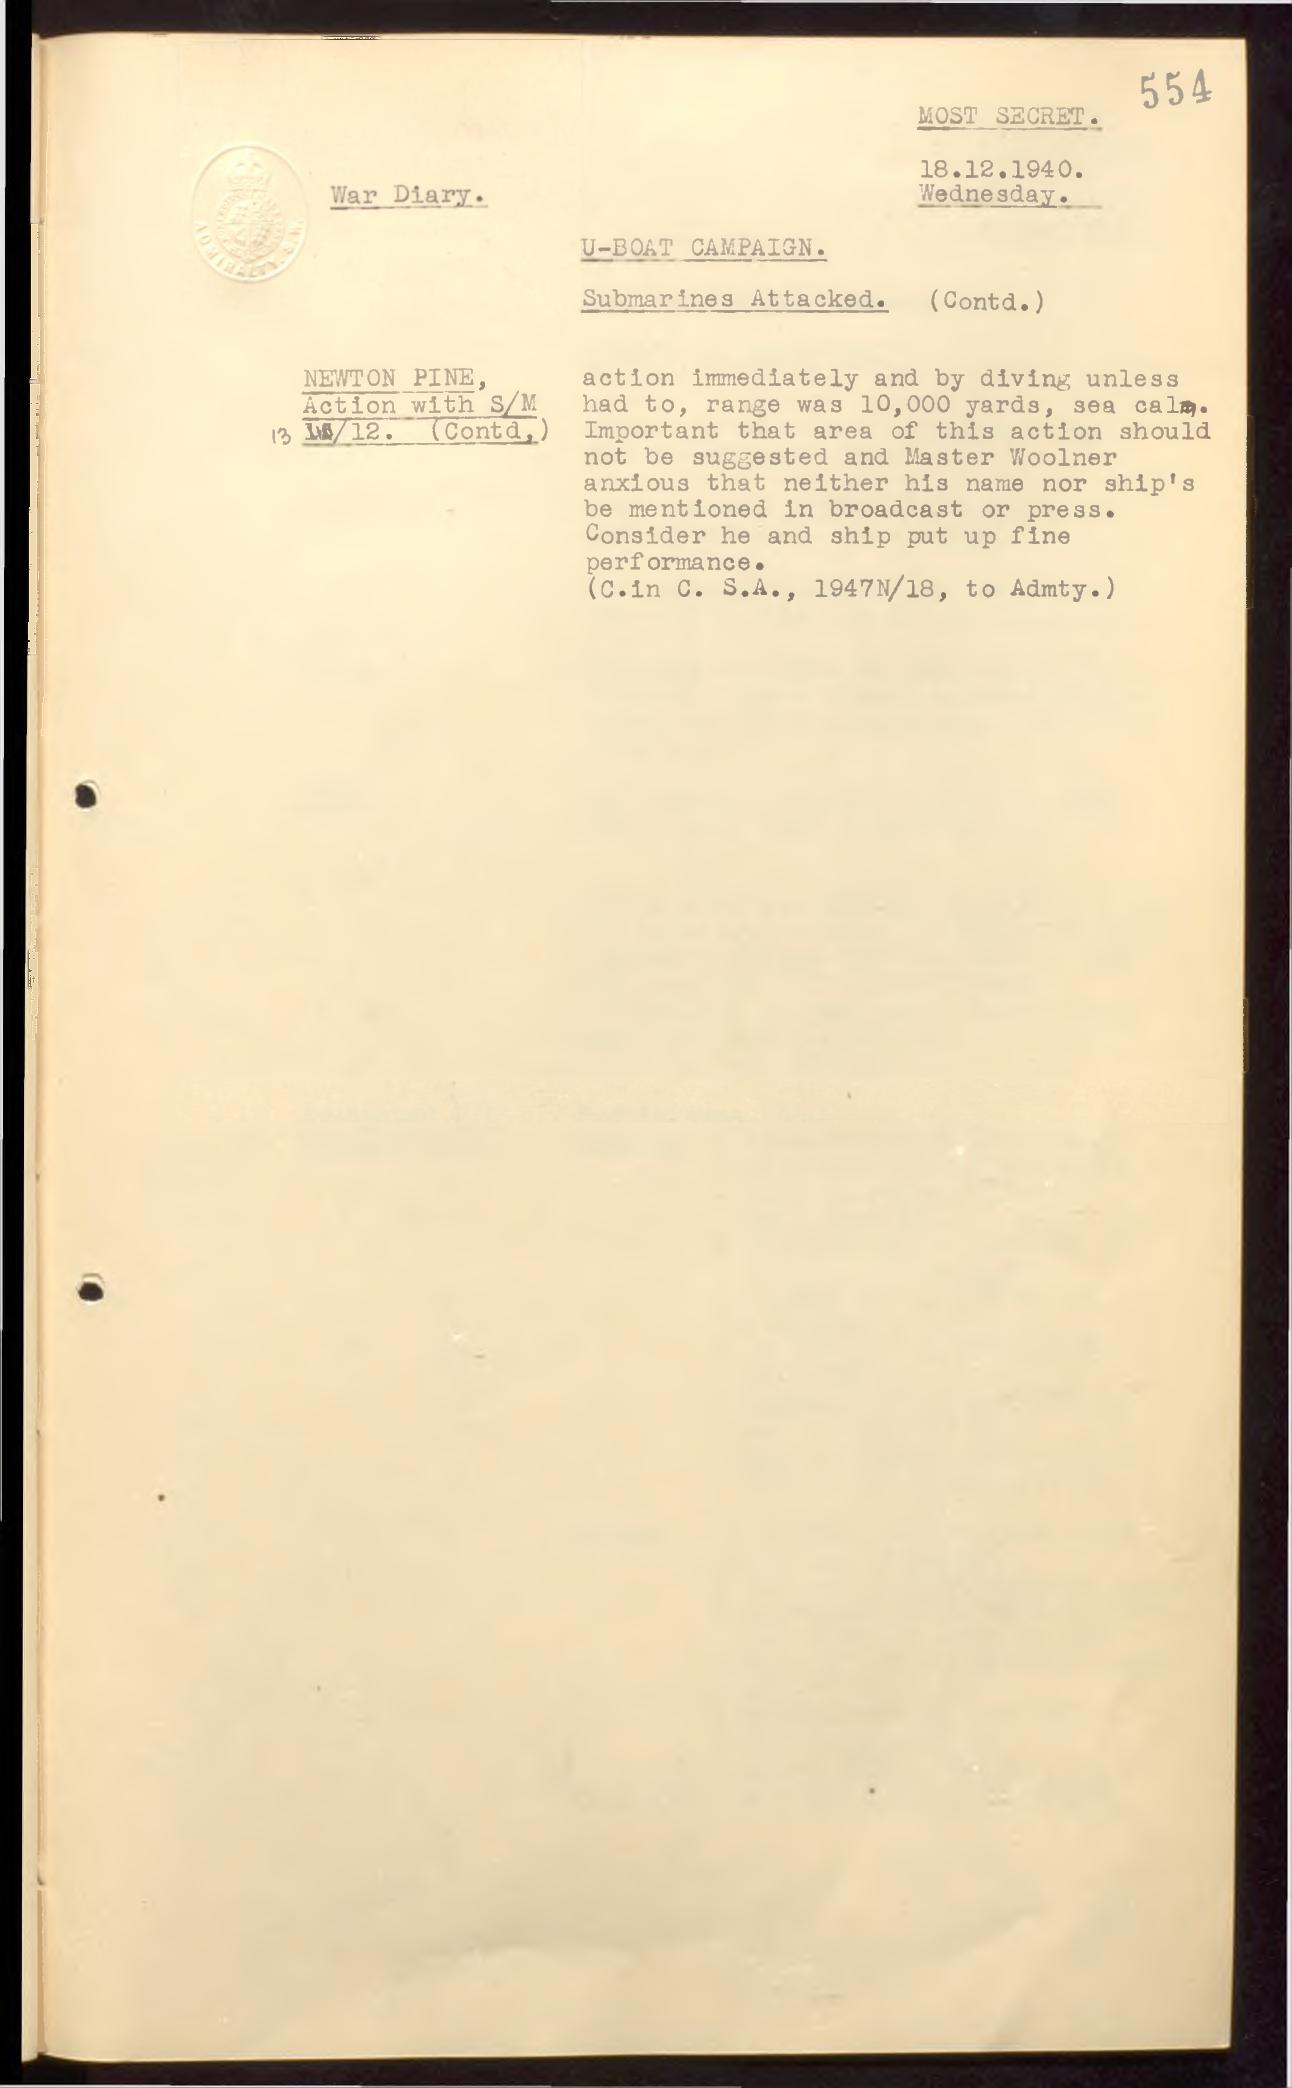 554
MOST SECRET.
18.12.1940.
Wednesday.
War Diary.
ADMIRALTY. S.W.
U-BOAT CAMPAIGN.
Submarines Attacked. (Contd.)
NEWTON PINE,
Action with S/M
13 /12. (Contd.)
action immediately and by diving unless
had to, range was 10,000 yards, sea calm.
Important that area of this action should
not be suggested and Master Woolner
anxious that neither his name nor ship's
be mentioned in broadcast or press.
Consider he and ship put up fine
performance.
(C.in C. S.A., 1947N/18, to Admty.)